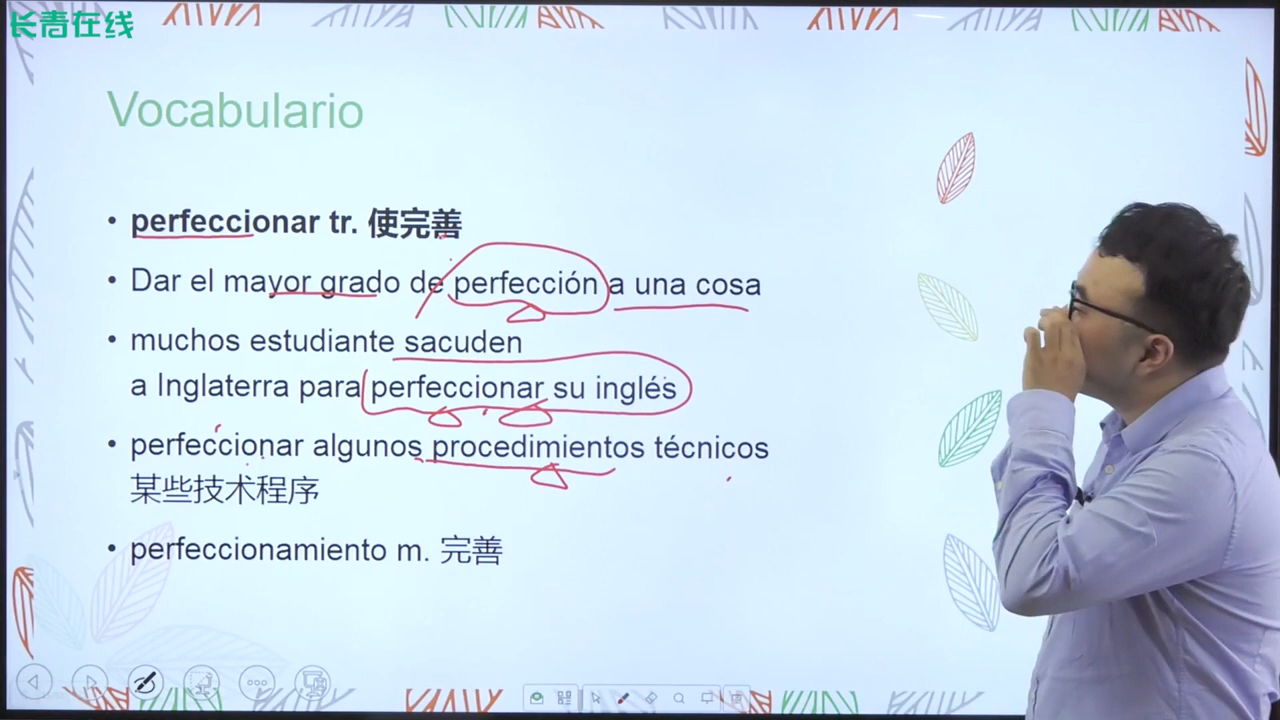 长青在线
Vocabulario
• perfeccionar tr. 使完善
• Dar el mayor grado de perfección a una cosa
• muchos estudiante sacuden
a Inglaterra para perfeccionar su inglés
• perfeccionar algunos procedimientos técnicos
某些技术程序
• perfeccionamiento m. 完善